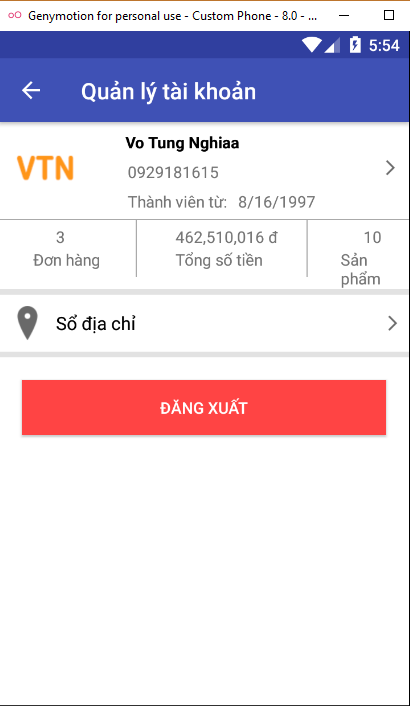 Genymotion for personal use - Custom Phone - 8.0 - ...
5:54
Quản lý tài khoản
VTN
Vo Tung Nghiaa
0929181615
Thành viên từ: 8/16/1997
3
Đơn hàng
462,510,016 đ
Tổng số tiền
10
Sản
phẩm
Sổ địa chỉ
ĐĂNG XUẤT